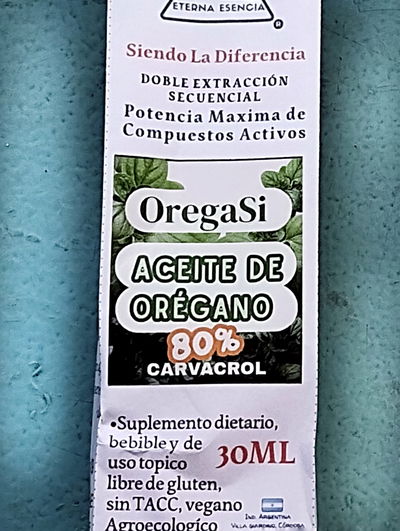 ETERNA ESENCIA
®
Siendo La Diferencia
DOBLE EXTRACCIÓN
SECUENCIAL
Potencia Maxima de
Compuestos Activos
OregaSi
ACEITE DE
ORÉGANO
80%
CARVACROL
•Suplemento dietario,
bebible y de
uso topico
30ML
libre de gluten,
sin TACC, vegano
Agroecologíco
IND. ARGENTINA
VILLA GIARDINO, CÓRDOBA